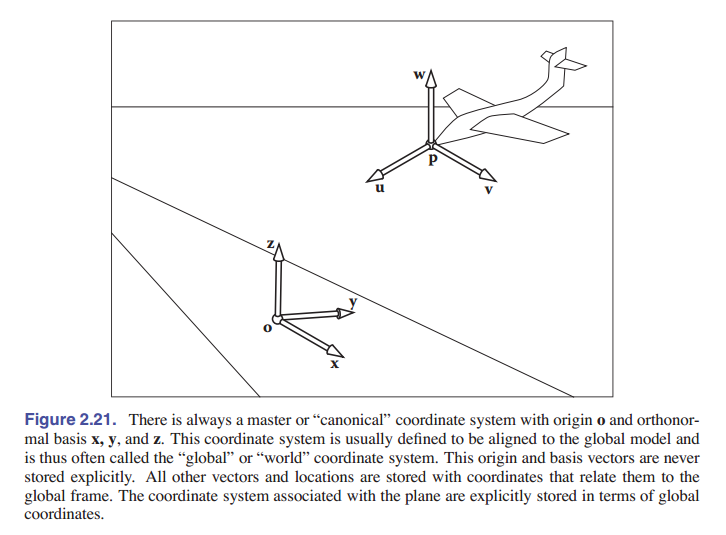 w
p
u
v
z
y
o
x
Figure 2.21. There is always a master or “canonical” coordinate system with origin o and orthonor-
mal basis x, y, and z. This coordinate system is usually defined to be aligned to the global model and
is thus often called the “global” or “world” coordinate system. This origin and basis vectors are never
stored explicitly. All other vectors and locations are stored with coordinates that relate them to the
global frame. The coordinate system associated with the plane are explicitly stored in terms of global
coordinates.